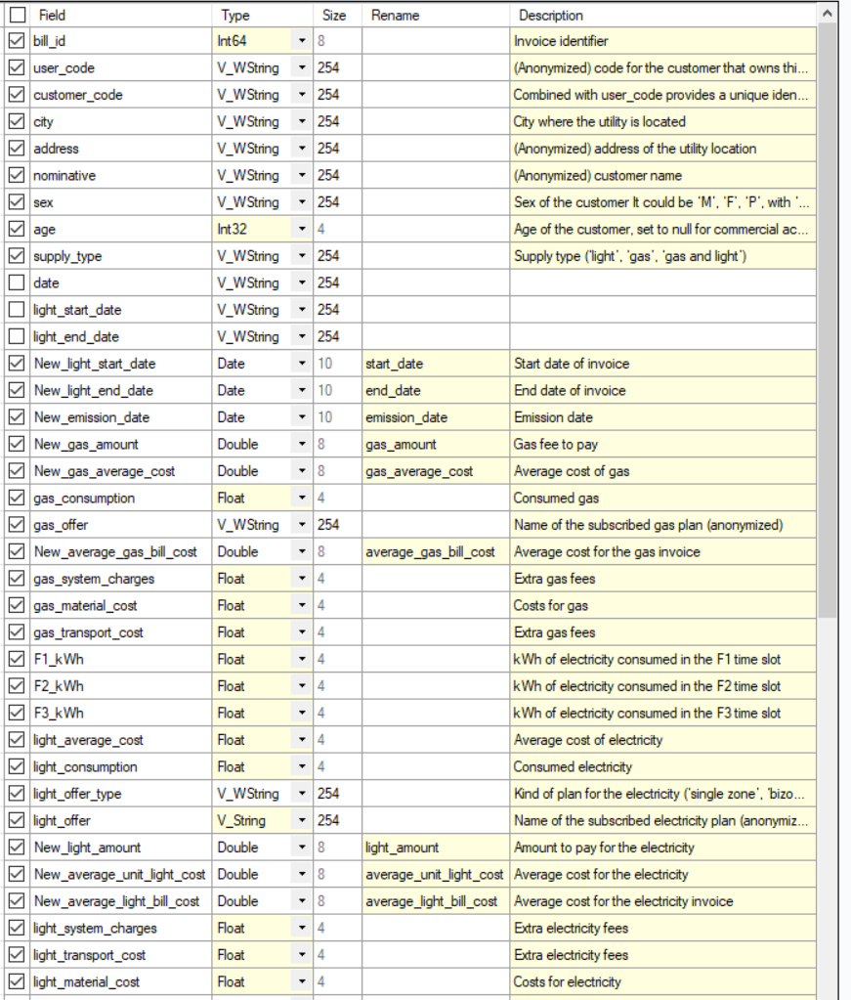 Field Type Size Rename Description
bill_id Int64 8 Invoice identifier
user_code V_WString 254 (Anonymized) code for the customer that owns thi...
customer_code V_WString 254 Combined with user_code provides a unique iden...
city V_WString 254 City where the utility is located
address V_WString 254 (Anonymized) address of the utility location
nominative V_WString 254 (Anonymized) customer name
sex V_WString 254 Sex of the customer It could be 'M', 'F', 'P', with '...
age Int32 4 Age of the customer, set to null for commercial ac...
supply_type V_WString 254 Supply type ('light', 'gas', 'gas and light')
date V_WString 254
light_start_date V_WString 254
light_end_date V_WString 254
New_light_start_date Date 10 start_date Start date of invoice
New_light_end_date Date 10 end_date End date of invoice
New_emission_date Date 10 emission_date Emission date
New_gas_amount Double 8 gas_amount Gas fee to pay
New_gas_average_cost Double 8 gas_average_cost Average cost of gas
gas_consumption Float 4 Consumed gas
gas_offer V_WString 254 Name of the subscribed gas plan (anonymized)
New_average_gas_bill_cost Double 8 average_gas_bill_cost Average cost for the gas invoice
gas_system_charges Float 4 Extra gas fees
gas_material_cost Float 4 Costs for gas
gas_transport_cost Float 4 Extra gas fees
F1_kWh Float 4 kWh of electricity consumed in the F1 time slot
F2_kWh Float 4 kWh of electricity consumed in the F2 time slot
F3_kWh Float 4 kWh of electricity consumed in the F3 time slot
light_average_cost Float 4 Average cost of electricity
light_consumption Float 4 Consumed electricity
light_offer_type V_WString 254 Kind of plan for the electricity ('single zone', 'bizo...
light_offer V_String 254 Name of the subscribed electricity plan (anonymiz...
New_light_amount Double 8 light_amount Amount to pay for the electricity
New_average_unit_light_cost Double 8 average_unit_light_cost Average cost for the electricity
New_average_light_bill_cost Double 8 average_light_bill_cost Average cost for the electricity invoice
light_system_charges Float 4 Extra electricity fees
light_transport_cost Float 4 Extra electricity fees
light_material_cost Float 4 Costs for electricity